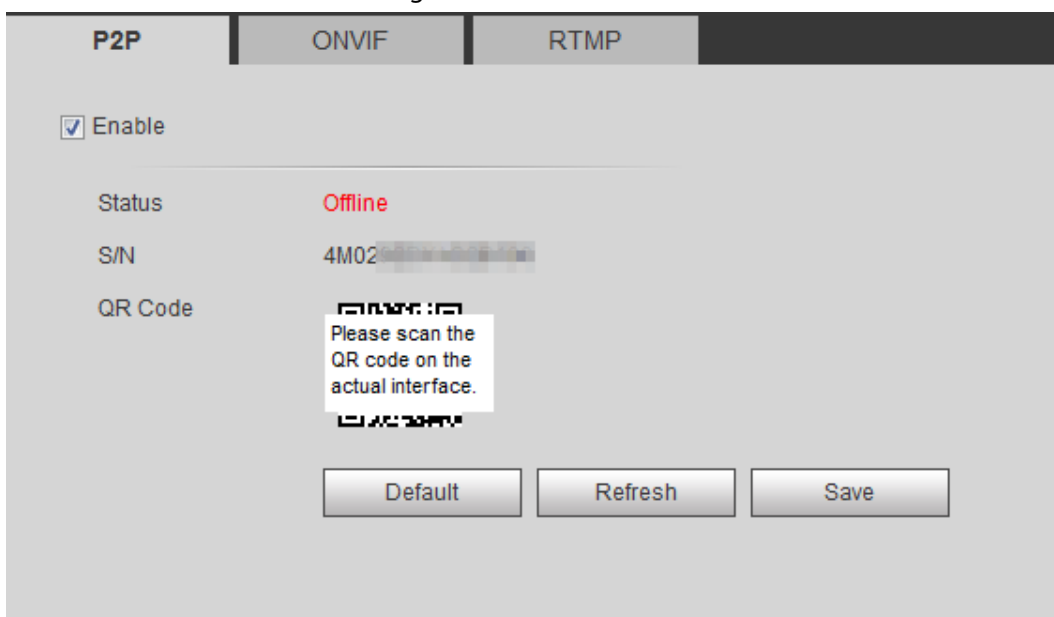 P2P ONVIF RTMP
Enable
Status Offline
S/N 4M02
QR Code
Please scan the
QR code on the
actual interface.
Default Refresh Save